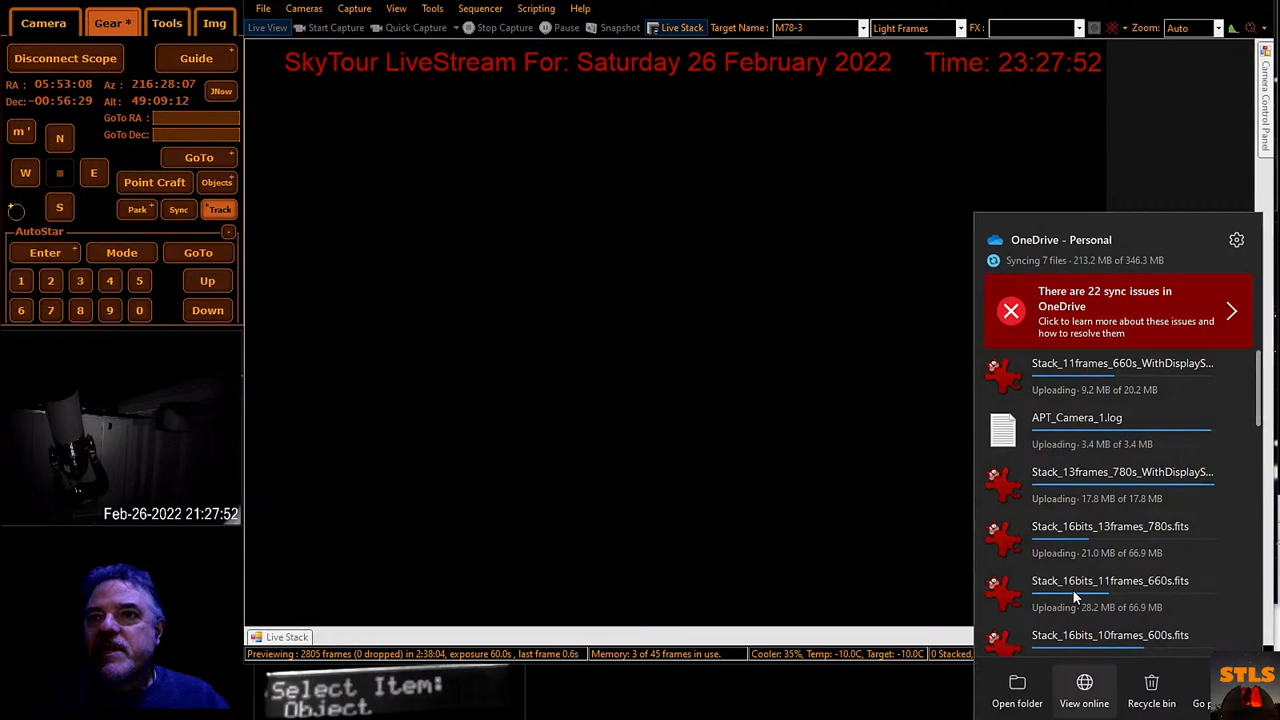 Camera Gear * Tools Img
Disconnect Scope Guide
RA : 05:53:08 Az : 216:28:07
Dec:-00:56:29 Alt : 49:09:12 JNow
GoTo RA :
GoTo Dec:
m ' N GoTo
W E Point Craft Objects
S Park Sync Track
AutoStar
Enter Mode GoTo
1 2 3 4 5 Up
6 7 8 9 0 Down
Feb-26-2022 21:27:52
File Cameras Capture View Tools Sequencer Scripting Help
Live View Start Capture Quick Capture Stop Capture Pause Snapshot Live Stack Target Name : M78-3 Light Frames FX : Zoom: Auto
SkyTour LiveStream For: Saturday 26 February 2022 Time: 23:27:52
Camera Control Panel
OneDrive - Personal
Syncing 7 files - 213.2 MB of 346.3 MB
There are 22 sync issues in
OneDrive
Click to learn more about these issues and
how to resolve them
Stack_11frames_660s_WithDisplayS...
Uploading· 9.2 MB of 20.2 MB
APT_Camera_1.log
Uploading· 3.4 MB of 3.4 MB
Stack_13frames_780s_WithDisplayS...
Uploading· 17.8 MB of 17.8 MB
Stack_16bits_13frames_780s.fits
Uploading· 21.0 MB of 66.9 MB
Stack_16bits_11frames_660s.fits
Uploading· 28.2 MB of 66.9 MB
Stack_16bits_10frames_600s.fits
Open folder View online Recycle bin
Live Stack
Previewing : 2805 frames (0 dropped) in 2:38:04, exposure 60.0s , last frame 0.6s Memory: 3 of 45 frames in use. Cooler: 35%, Temp: -10.0C, Target: -10.0C 0 Stacked,
Select Item:
Object
STLS